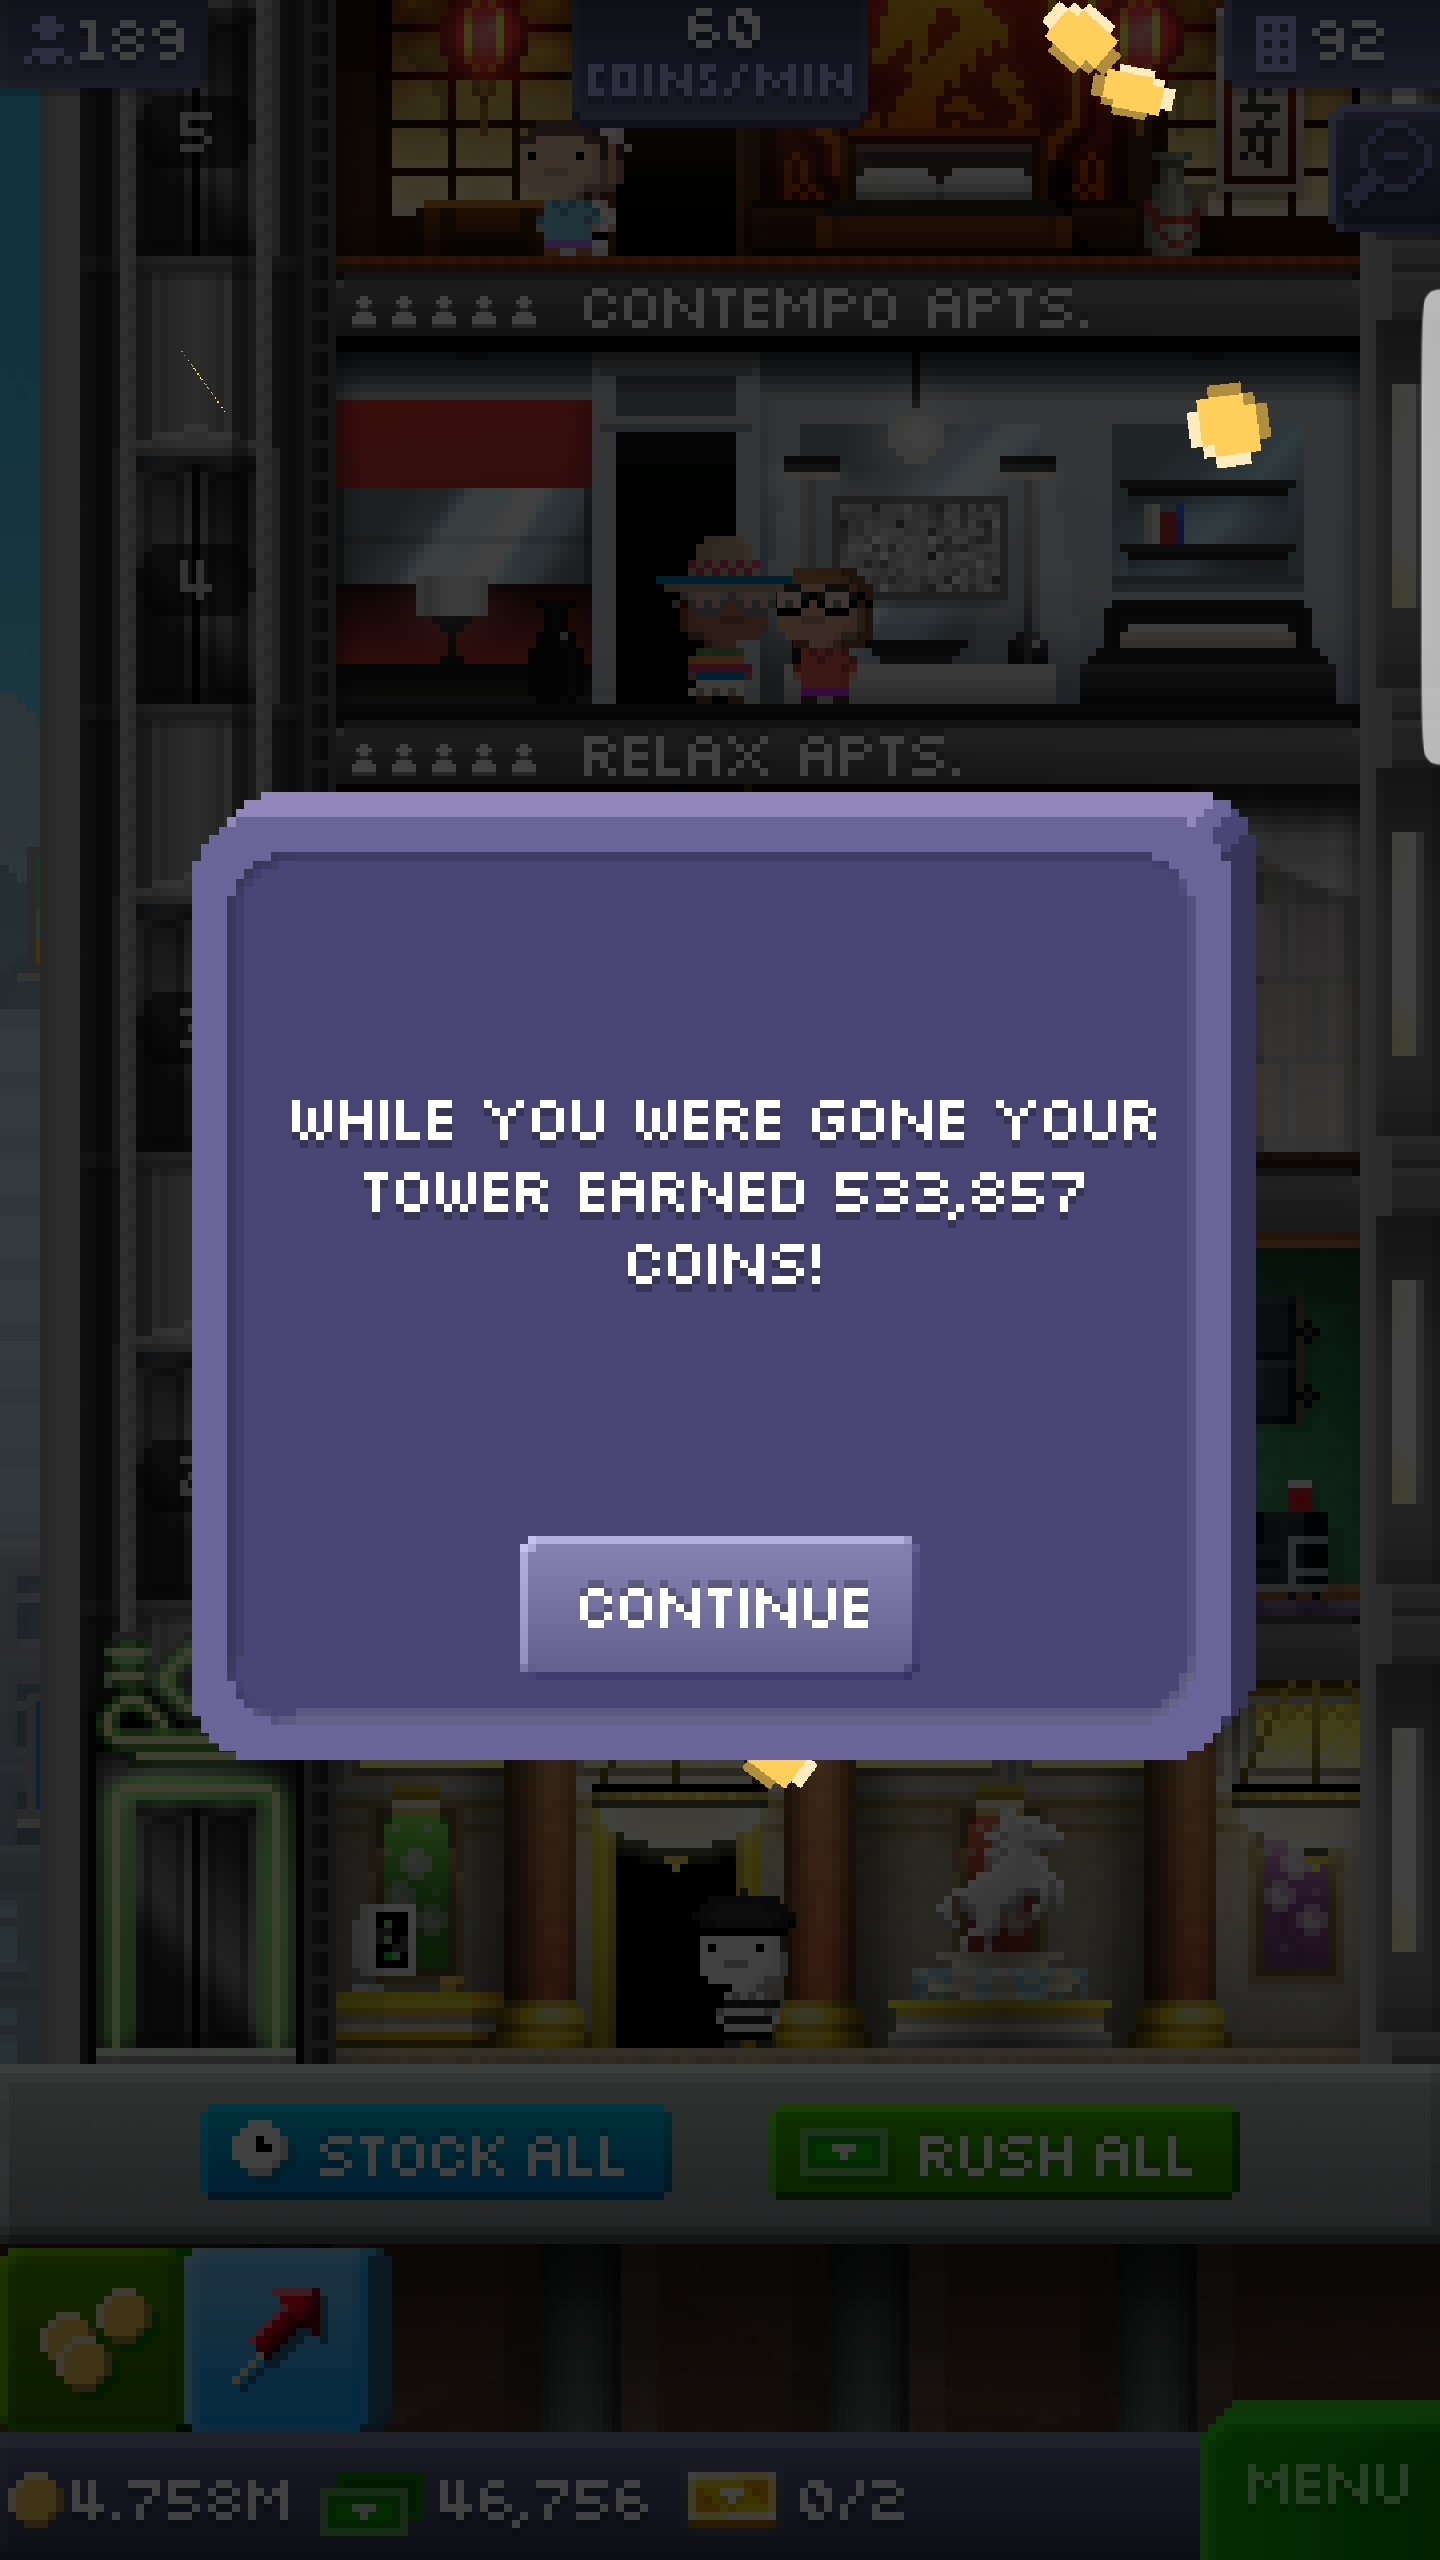 189
60
COINS/MIN
92
5
CONTEMPO APTS.
4
RELAX APTS.
WHILE YOU WERE GONE YOUR
TOWER EARNED 533,857
COINS!
CONTINUE
STOCK ALL
RUSH ALL
4.758M
46,756
0/2
MENU